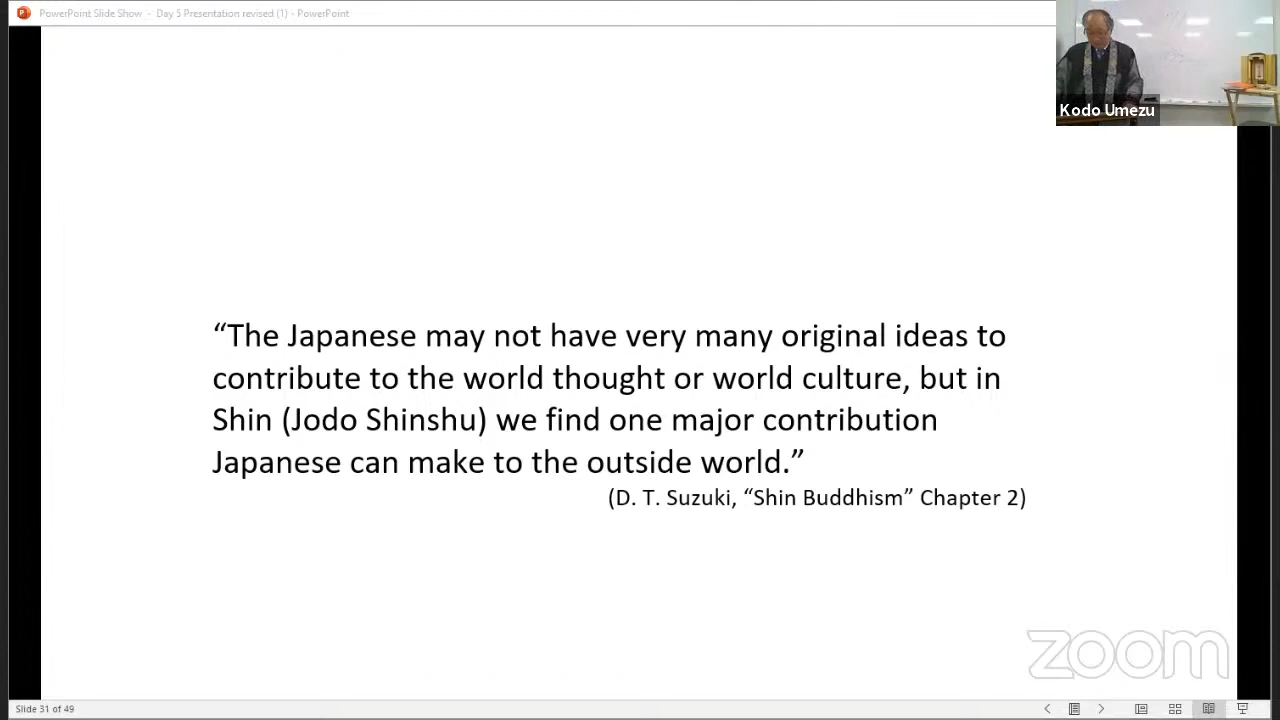 PowerPoint Slide Show - Day 5 Presentation revised (1) - PowerPoint
Kodo Umezu
“The Japanese may not have very many original ideas to
contribute to the world thought or world culture, but in
Shin (Jodo Shinshu) we find one major contribution
Japanese can make to the outside world.”
(D. T. Suzuki, “Shin Buddhism” Chapter 2)
zoom
Slide 31 of 49